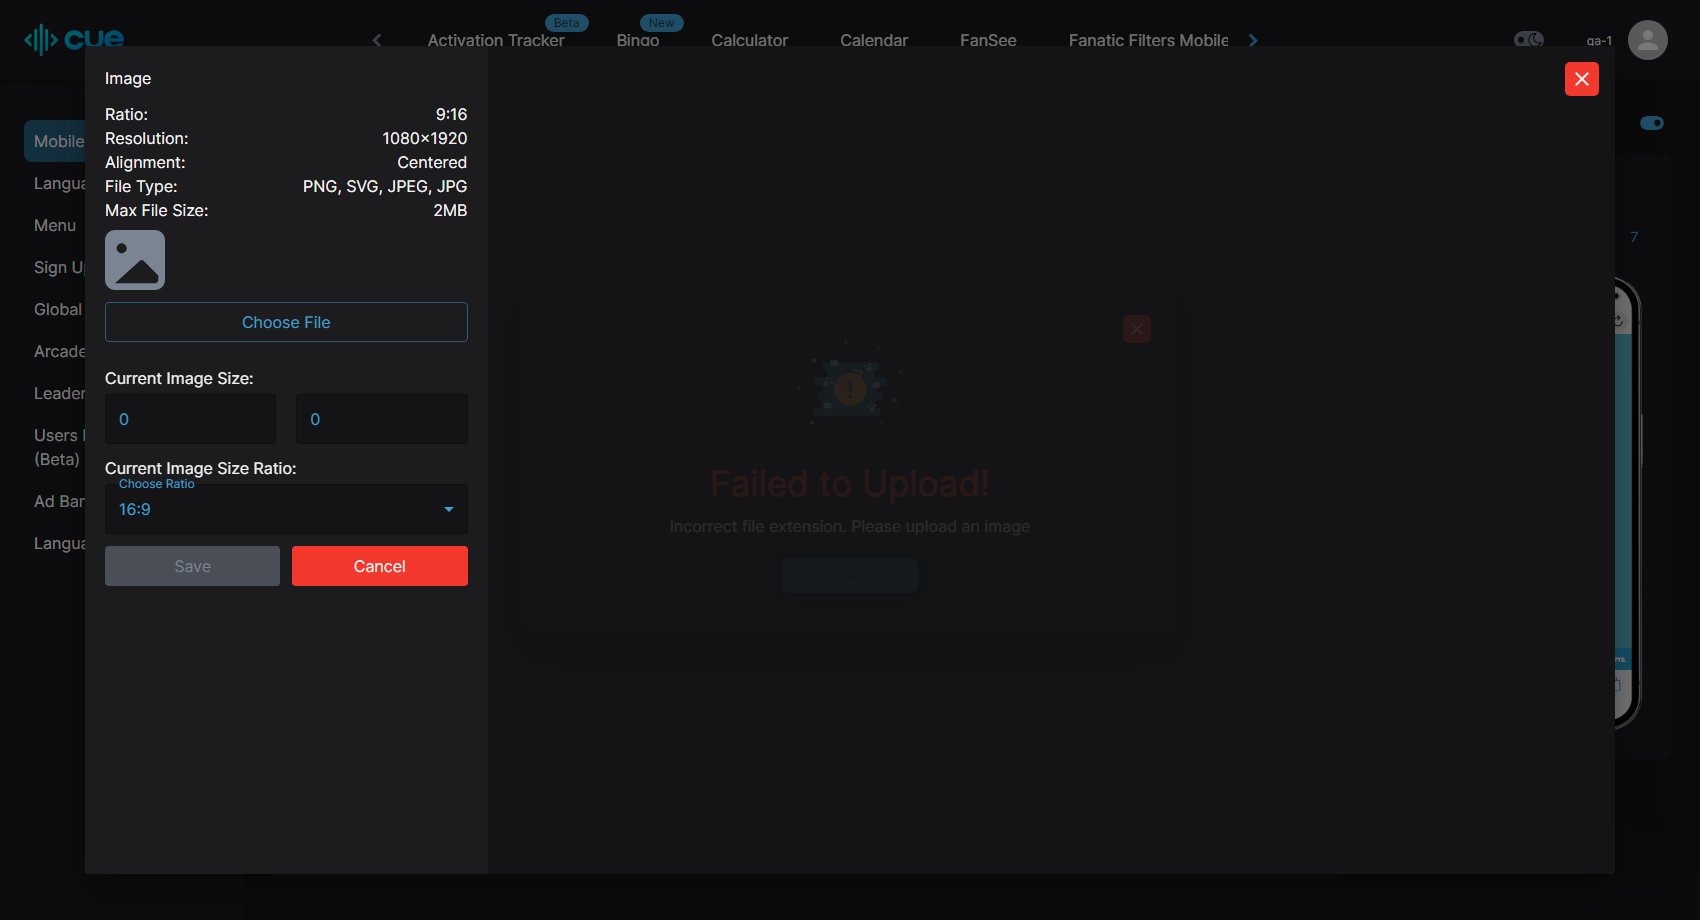 cue
Beta
New
Activation Tracker
Bingo
Calculator
Calendar
FanSee
Fanatic Filters Mobile
qa-1
Image
Ratio: 9:16
Resolution: 1080×1920
Alignment: Centered
File Type: PNG, SVG, JPEG, JPG
Max File Size: 2MB
Choose File
Current Image Size:
0 0
Current Image Size Ratio:
Choose Ratio
16:9
Save Cancel
Mobile
Langua
Menu
Sign Up
Global
Arcade
Leader
Users
(Beta)
Ad Ban
Langua
7
Failed to Upload!
Incorrect file extension. Please upload an image